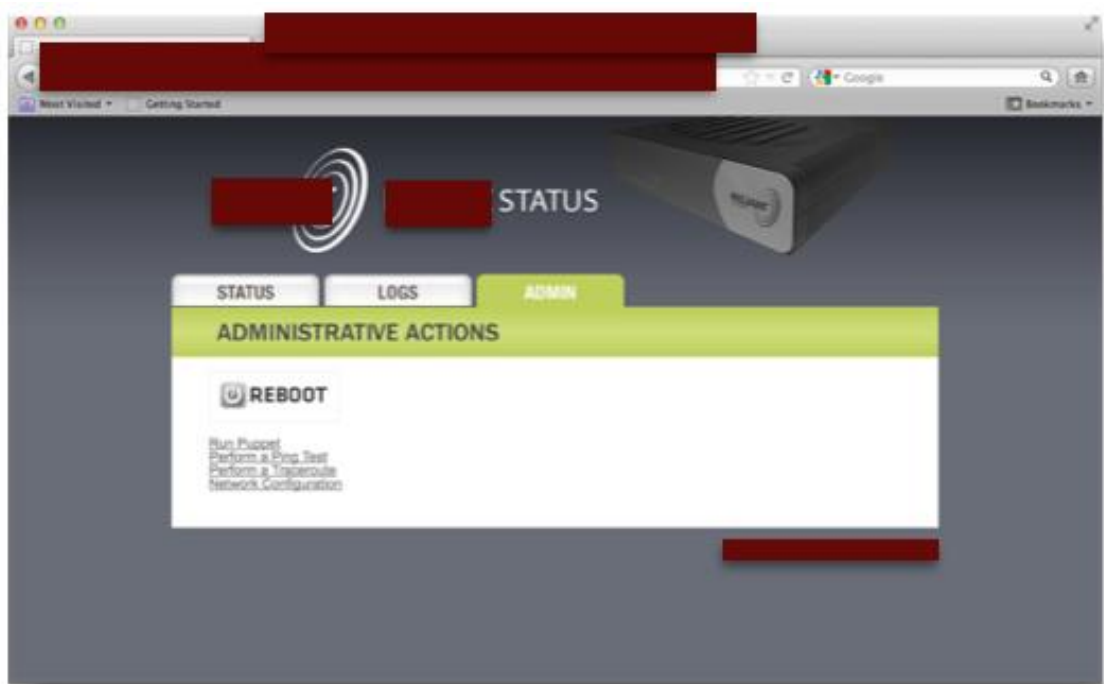 Google
Most Visited
Getting Started
Bookmarks
STATUS
STATUS
LOGS
ADMIN
ADMINISTRATIVE ACTIONS
REBOOT
Run Puppet
Perform a Ping Test
Perform a Traceroute
Network Configuration